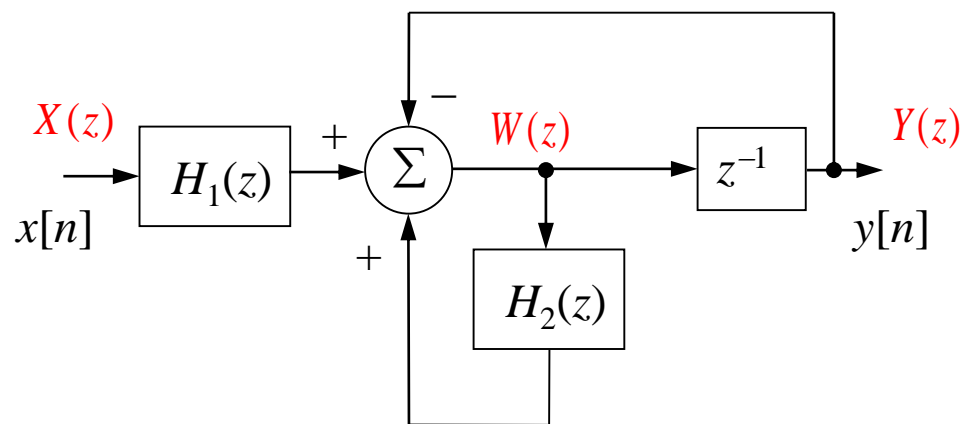 X(z)
x[n]
H₁(z)
+
−
+
Σ
W(z)
H₂(z)
z⁻¹
Y(z)
y[n]